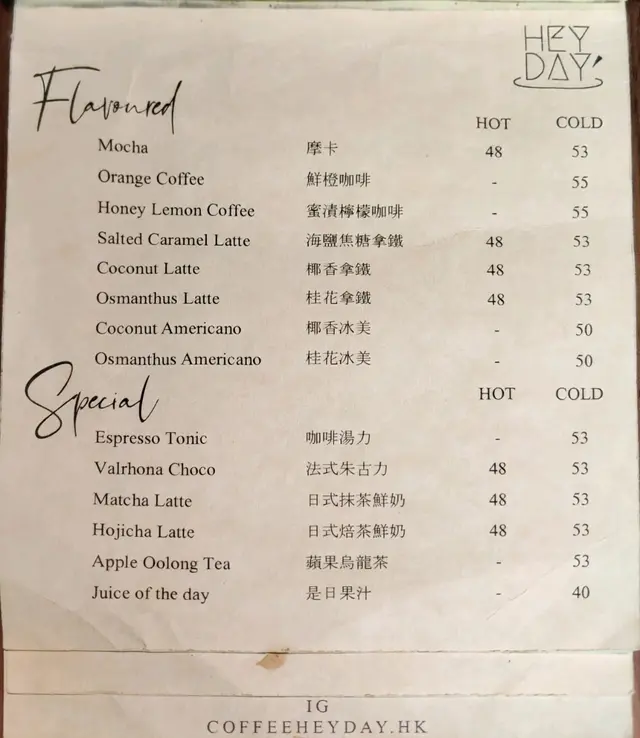 HEY
DAY'
Flavoured
HOT COLD
Mocha 摩卡 48 53
Orange Coffee 鮮橙咖啡 - 55
Honey Lemon Coffee 蜜漬檸檬咖啡 - 55
Salted Caramel Latte 海鹽焦糖拿鐵 48 53
Coconut Latte 椰香拿鐵 48 53
Osmanthus Latte 桂花拿鐵 48 53
Coconut Americano 椰香冰美 - 50
Osmanthus Americano 桂花冰美 - 50
Special HOT COLD
Espresso Tonic 咖啡湯力 - 53
Valrhona Choco 法式朱古力 48 53
Matcha Latte 日式抹茶鮮奶 48 53
Hojicha Latte 日式焙茶鮮奶 48 53
Apple Oolong Tea 蘋果烏龍茶 - 53
Juice of the day 是日果汁 - 40
IG
COFFEEHEYDAY.HK